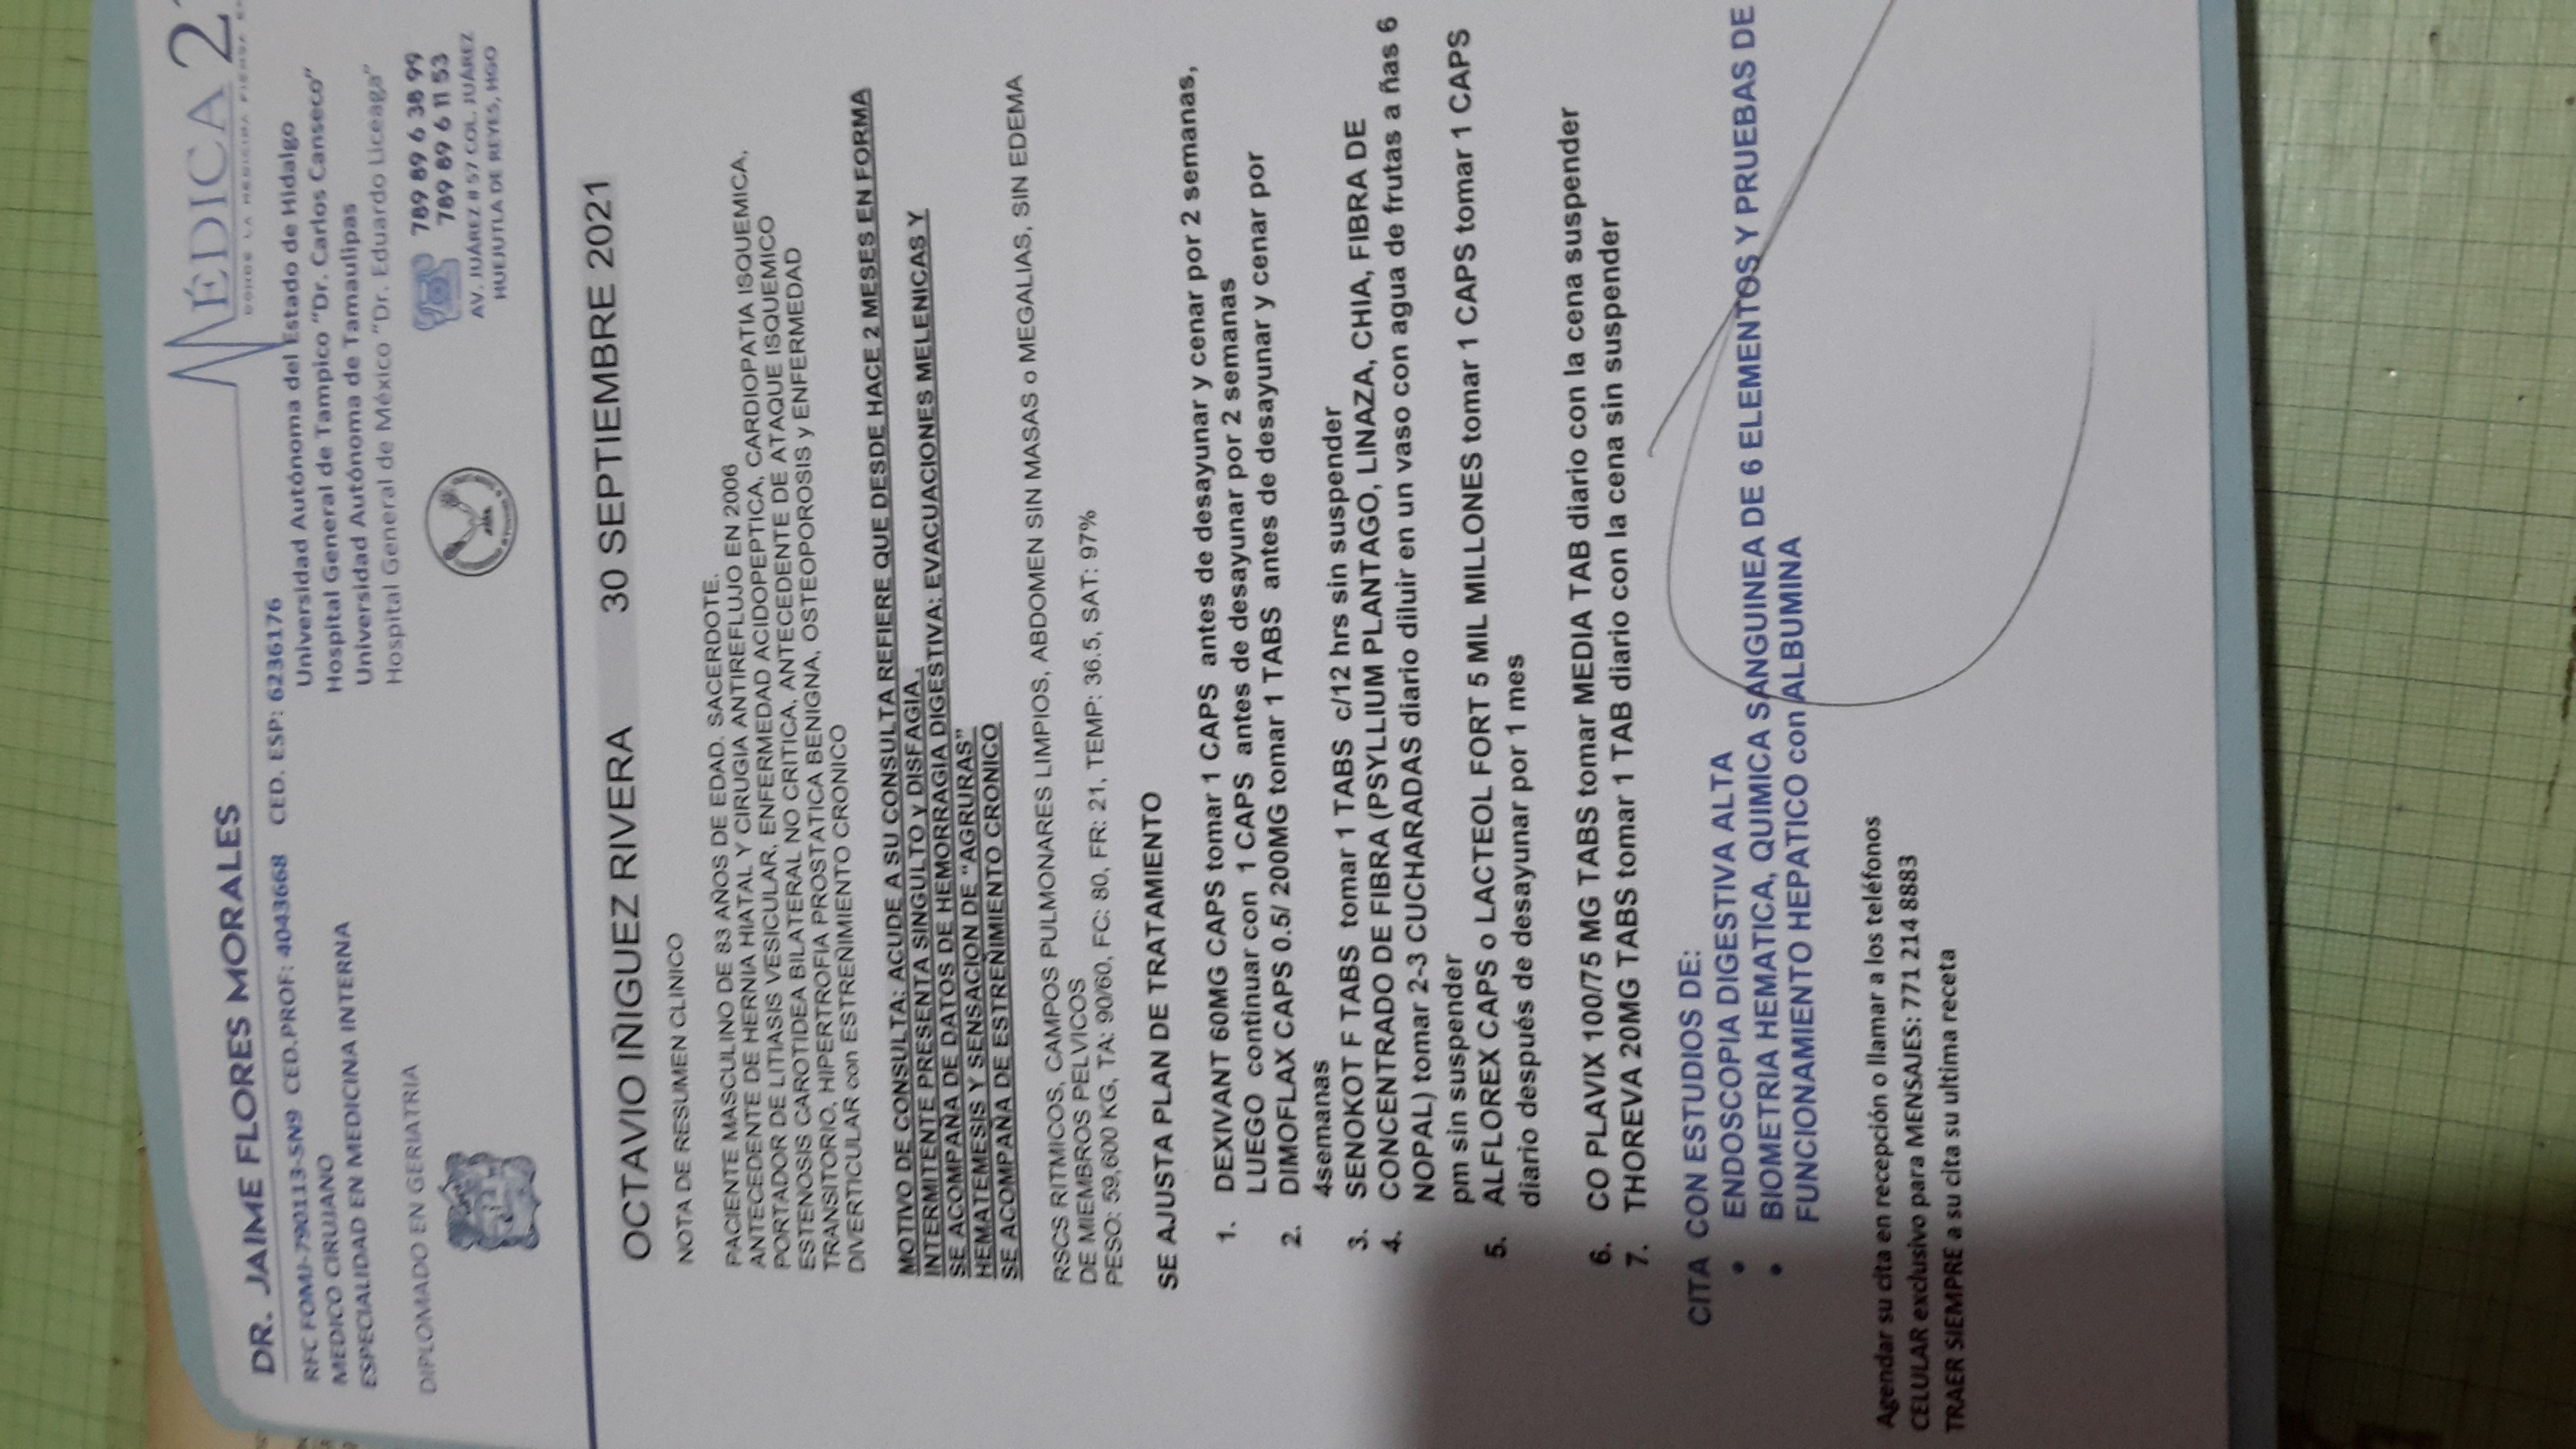 DR. JAIME FLORES MORALES
MÉDICA 2
RFC FOMJ-790113-SN9 CED.PROF: 4043668 CED. ESP: 6236176
MEDICO CIRUJANO
ESPECIALIDAD EN MEDICINA INTERNA
DIPLOMADO EN GERIATRIA
DONDE LA MEDICINA PIENSA
Universidad Autónoma del Estado de Hidalgo
Hospital General de Tampico "Dr. Carlos Canseco"
Universidad Autónoma de Tamaulipas
Hospital General de México "Dr. Eduardo Liceaga"
789 89 6 38 99
789 89 6 11 53
AV. JUÁREZ # 57 COL. JUÁREZ
HUEJUTLA DE REYES, HGO
OCTAVIO IÑIGUEZ RIVERA 30 SEPTIEMBRE 2021
NOTA DE RESUMEN CLINICO
PACIENTE MASCULINO DE 83 AÑOS DE EDAD. SACERDOTE.
ANTECEDENTE DE HERNIA HIATAL Y CIRUGIA ANTIREFLUJO EN 2006
PORTADOR DE LITIASIS VESICULAR, ENFERMEDAD ACIDOPEPTICA, CARDIOPATIA ISQUEMICA,
ESTENOSIS CAROTIDEA BILATERAL NO CRITICA, ANTECEDENTE DE ATAQUE ISQUEMICO
TRANSITORIO, HIPERTROFIA PROSTATICA BENIGNA, OSTEOPOROSIS y ENFERMEDAD
DIVERTICULAR con ESTREÑIMIENTO CRONICO
MOTIVO DE CONSULTA: ACUDE A SU CONSULTA REFIERE QUE DESDE HACE 2 MESES EN FORMA
INTERMITENTE PRESENTA SINGULTO y DISFAGIA .
SE ACOMPAÑA DE DATOS DE HEMORRAGIA DIGESTIVA: EVACUACIONES MELENICAS Y
HEMATEMESIS Y SENSACION DE "AGRURAS"
SE ACOMPAÑA DE ESTREÑIMIENTO CRONICO
RSCS RITMICOS, CAMPOS PULMONARES LIMPIOS, ABDOMEN SIN MASAS o MEGALIAS, SIN EDEMA
DE MIEMBROS PELVICOS
PESO: 59,600 KG, TA: 90/60, FC: 80, FR: 21, TEMP: 36.5, SAT: 97%
SE AJUSTA PLAN DE TRATAMIENTO
1. DEXIVANT 60MG CAPS tomar 1 CAPS antes de desayunar y cenar por 2 semanas,
LUEGO continuar con 1 CAPS antes de desayunar por 2 semanas
2. DIMOFLAX CAPS 0.5/ 200MG tomar 1 TABS antes de desayunar y cenar por
4semanas
3. SENOKOT F TABS tomar 1 TABS c/12 hrs sin suspender
4. CONCENTRADO DE FIBRA (PSYLLIUM PLANTAGO, LINAZA, CHIA, FIBRA DE
NOPAL) tomar 2-3 CUCHARADAS diario diluir en un vaso con agua de frutas a ñas 6
pm sin suspender
5. ALFLOREX CAPS o LACTEOL FORT 5 MIL MILLONES tomar 1 CAPS tomar 1 CAPS
diario después de desayunar por 1 mes
6. CO PLAVIX 100/75 MG TABS tomar MEDIA TAB diario con la cena suspender
7. THOREVA 20MG TABS tomar 1 TAB diario con la cena sin suspender
CITA CON ESTUDIOS DE:
• ENDOSCOPIA DIGESTIVA ALTA
• BIOMETRIA HEMATICA, QUIMICA SANGUINEA DE 6 ELEMENTOS Y PRUEBAS DE
FUNCIONAMIENTO HEPATICO con ALBUMINA
Agendar su cita en recepción o llamar a los teléfonos
CELULAR exclusivo para MENSAJES: 771 214 8883
TRAER SIEMPRE a su cita su ultima receta